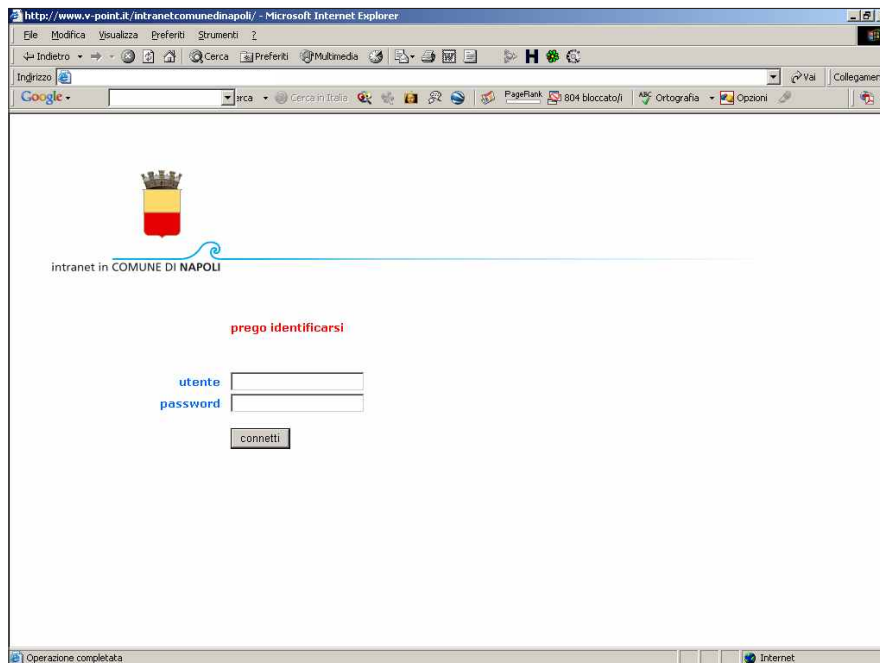 http://www.v-point.it/intranetcomunedinapoli/ - Microsoft Internet Explorer
File Modifica Visualizza Preferiti Strumenti ?
Indietro Cerca Preferiti Multimedia
Indirizzo Vai Collegamen
Google irca Cerca in Italia PageRank 804 bloccato/i ABC Ortografia Opzioni
intranet in COMUNE DI NAPOLI
prego identificarsi
utente
password
connetti
Operazione completata Internet